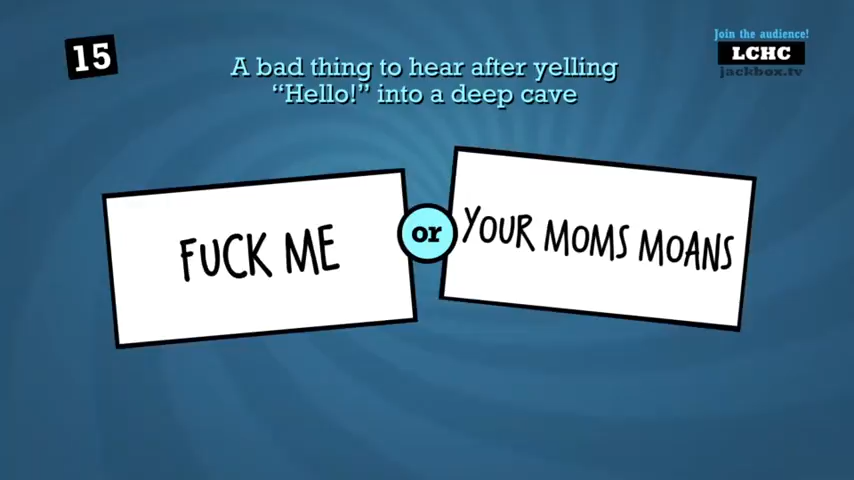 15
Join the audience!
LCHC
jackbox.tv
A bad thing to hear after yelling
“Hello!” into a deep cave
FUCK ME
or
YOUR MOMS MOANS